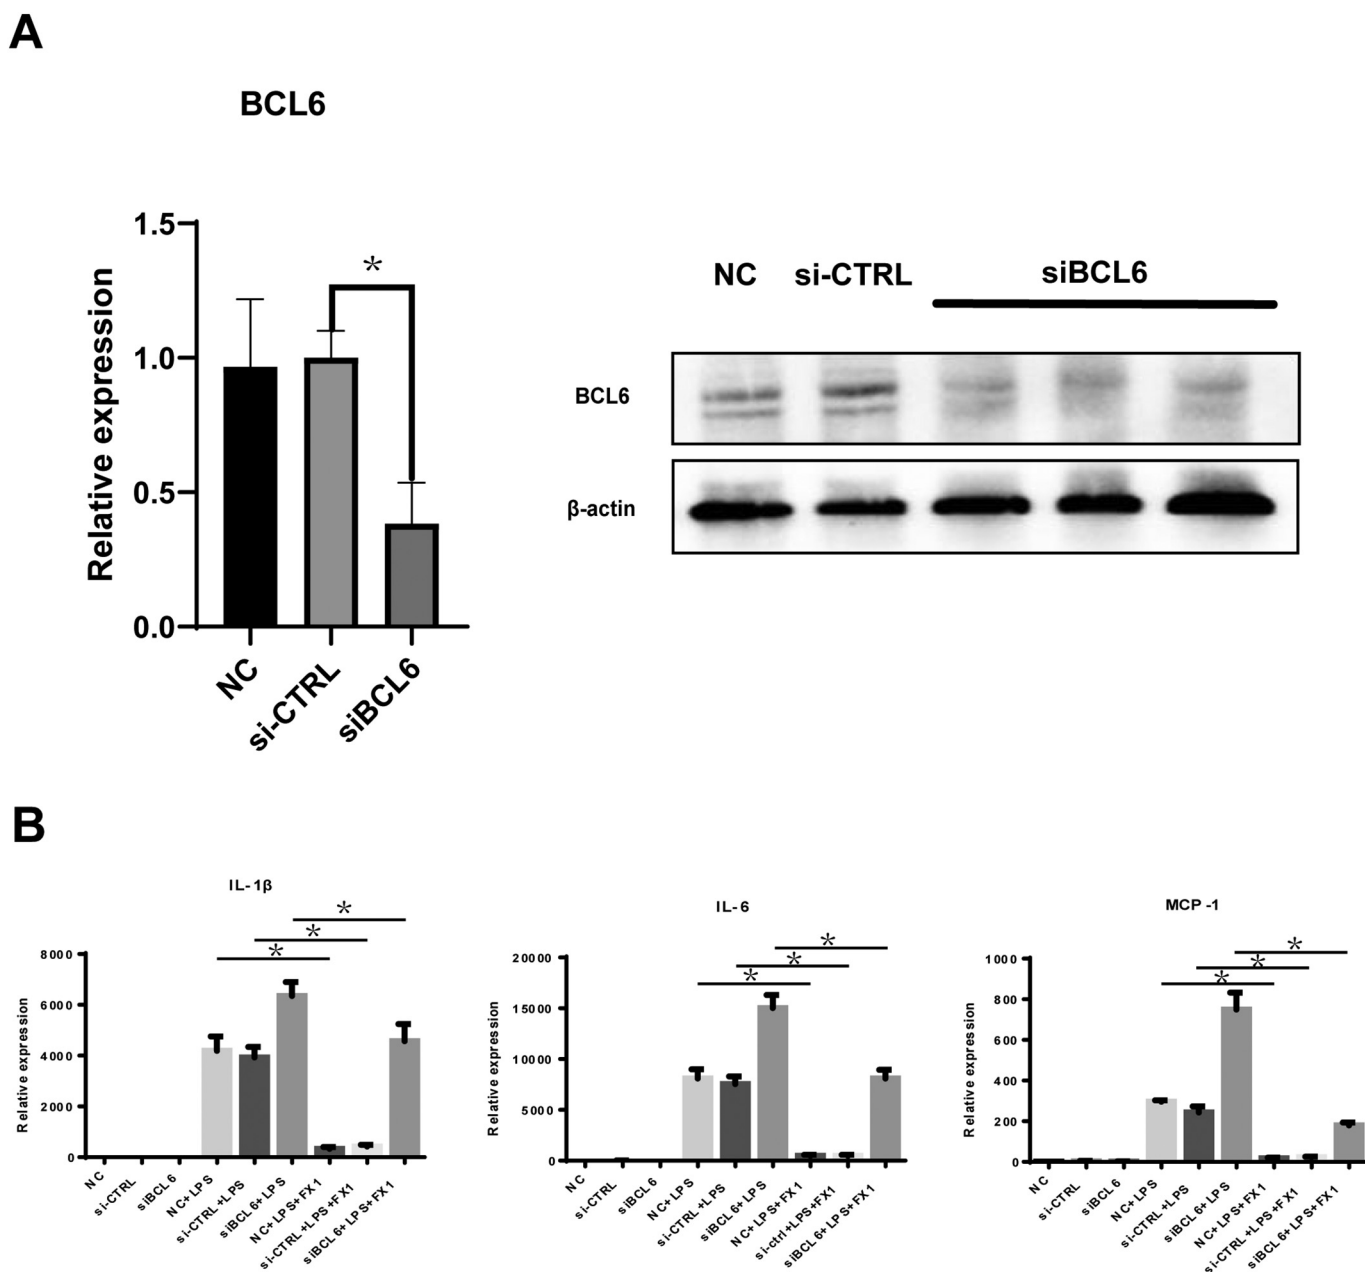 A
BCL6
Relative expression
1.5
1.0
0.5
0.0
*
NC
si-CTRL
siBCL6
NC si-CTRL siBCL6
BCL6
β-actin
B
IL-1β
Relative expression
8000
6000
4000
2000
0
*
*
*
NC
si-CTRL
siBCL6
NC+LPS
si-CTRL+LPS
siBCL6+LPS
NC+LPS+FX1
si-CTRL+LPS+FX1
siBCL6+LPS+FX1
IL-6
Relative expression
20000
15000
10000
5000
0
*
*
*
NC
si-CTRL
siBCL6
NC+LPS
si-CTRL+LPS
siBCL6+LPS
NC+LPS+FX1
si-ctrl+LPS+FX1
siBCL6+LPS+FX1
MCP-1
Relative expression
1000
800
600
400
200
0
*
*
*
NC
si-CTRL
siBCL6
NC+LPS
si-CTRL+LPS
siBCL6+LPS
NC+LPS+FX1
si-CTRL+LPS+FX1
siBCL6+LPS+FX1